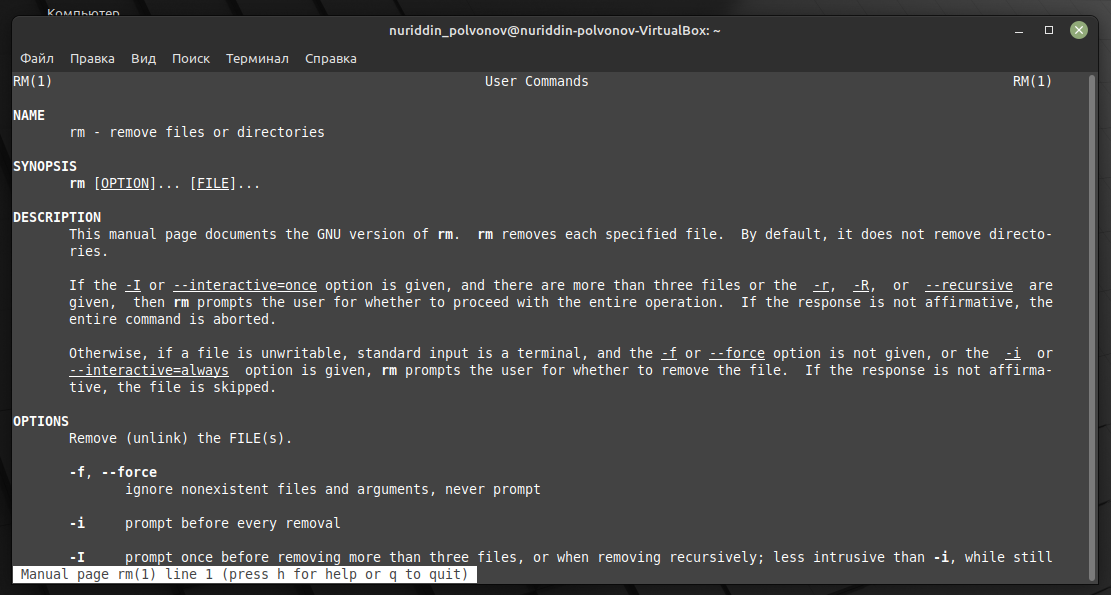 Компьютер
nuriddin_polvonov@nuriddin-polvonov-VirtualBox: ~
Файл Правка Вид Поиск Терминал Справка
RM(1) User Commands RM(1)
NAME
rm - remove files or directories
SYNOPSIS
rm [OPTION]... [FILE]...
DESCRIPTION
This manual page documents the GNU version of rm. rm removes each specified file. By default, it does not remove directo-
ries.
If the -I or --interactive=once option is given, and there are more than three files or the -r, -R, or --recursive are
given, then rm prompts the user for whether to proceed with the entire operation. If the response is not affirmative, the
entire command is aborted.
Otherwise, if a file is unwritable, standard input is a terminal, and the -f or --force option is not given, or the -i or
--interactive=always option is given, rm prompts the user for whether to remove the file. If the response is not affirma-
tive, the file is skipped.
OPTIONS
Remove (unlink) the FILE(s).
-f, --force
ignore nonexistent files and arguments, never prompt
-i prompt before every removal
-I prompt once before removing more than three files, or when removing recursively; less intrusive than -i, while still
Manual page rm(1) line 1 (press h for help or q to quit)